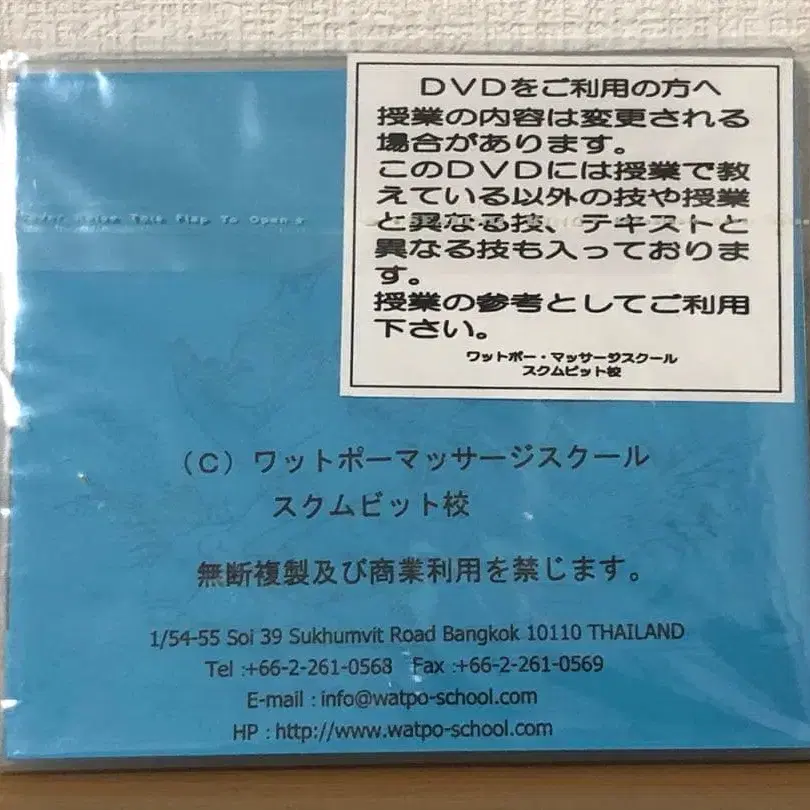 DVDをご利用の方へ
授業の内容は変更される
場合があります。
このDVDには授業で教
えている以外の技や授業
と異なる技、テキストと
異なる技も入っておりま
す。
授業の参考としてご利用
下さい。
ワットポー・マッサージスクール
スクムビット校
Raise This Flap To Open
(C)ワットポーマッサージスクール
スクムビット校
無断複製及び商業利用を禁じます。
1/54-55 Soi 39 Sukhumvit Road Bangkok 10110 THAILAND
Tel :+66-2-261-0568 Fax :+66-2-261-0569
E-mail : info@watpo-school.com
HP : http://www.watpo-school.com